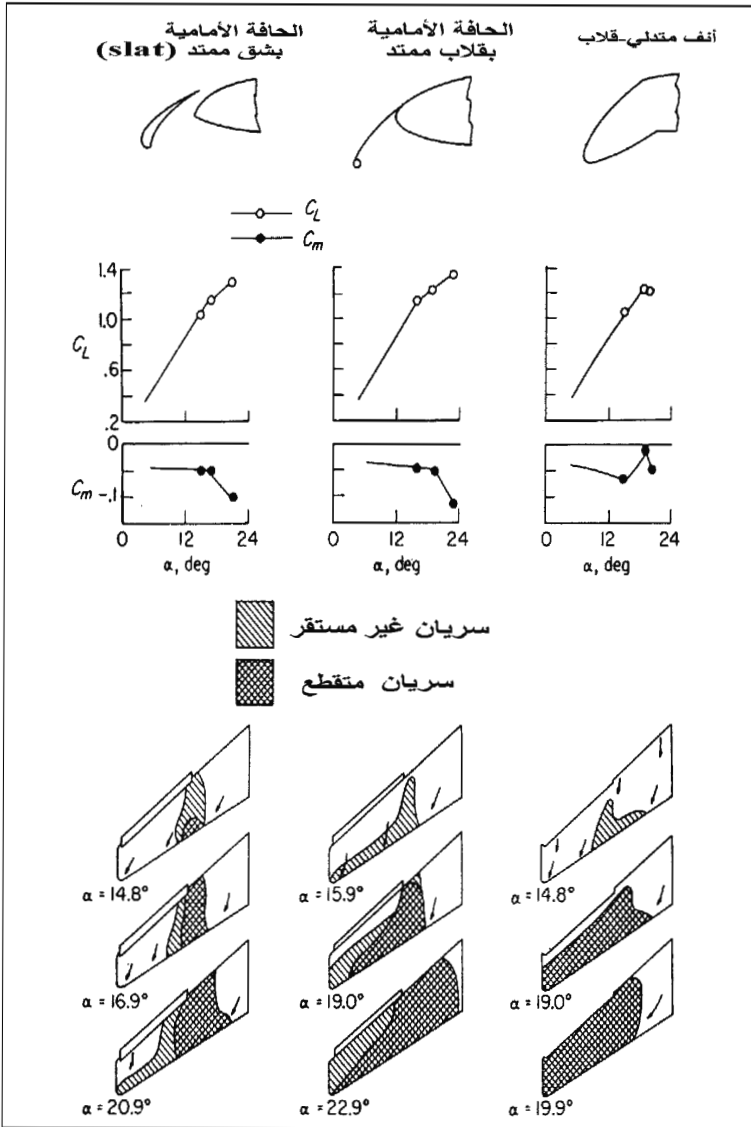 الحافة الأمامية
بشق ممتد (slat)
الحافة الأمامية
بقلاب ممتد
أنف متدلي-قلاب
C_L
C_m
1.4
1.0
C_L
.6
.2
0
C_m -.1
0 12 24
α, deg
0 12 24
α, deg
0 12 24
α, deg
سريان غير مستقر
سريان متقطع
α = 14.8°
α = 15.9°
α = 14.8°
α = 16.9°
α = 19.0°
α = 19.0°
α = 20.9°
α = 22.9°
α = 19.9°